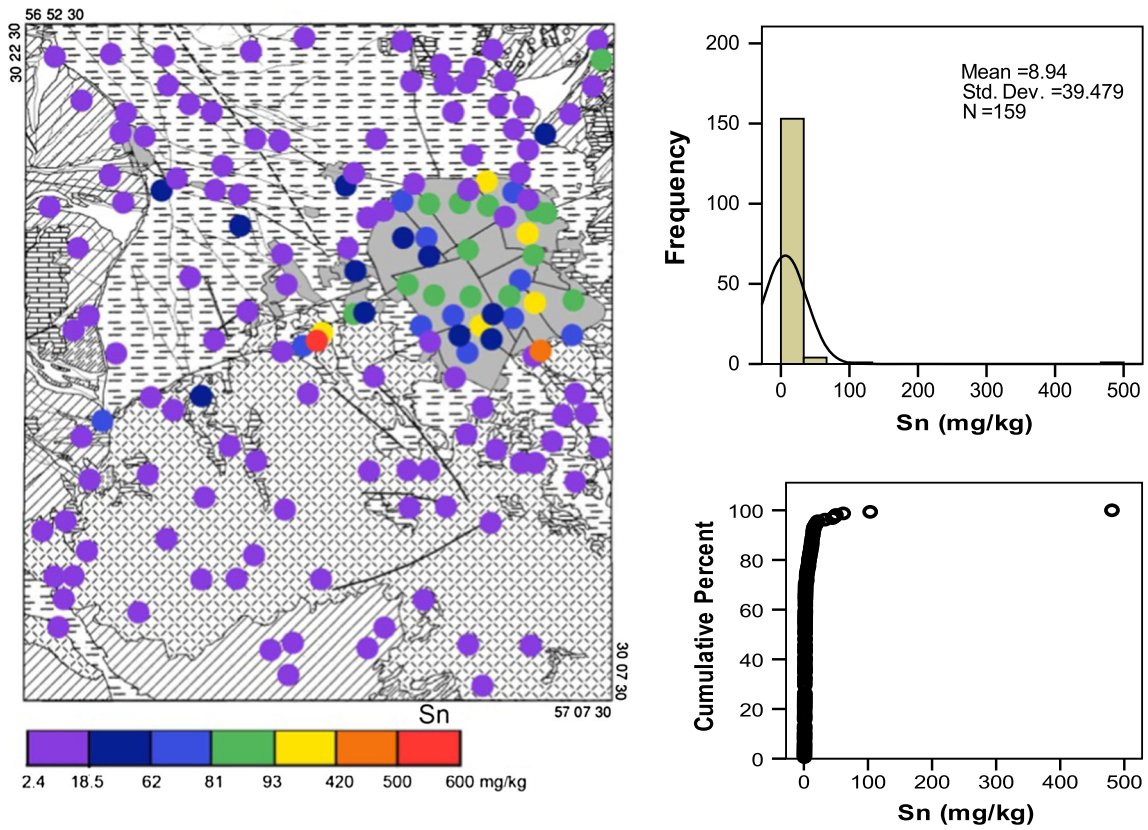 56 52 30
30 22 30
30 07 30
57 07 30
Sn
2.4 18.5 62 81 93 420 500 600 mg/kg
200
150
100
50
0
Frequency
Mean =8.94
Std. Dev. =39.479
N =159
0 100 200 300 400 500
Sn (mg/kg)
100
80
60
40
20
0
Cumulative Percent
0 100 200 300 400 500
Sn (mg/kg)